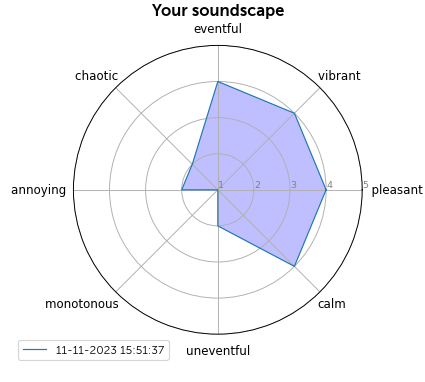 Your soundscape
eventful
chaotic
vibrant
annoying
1 2 3 4 5
pleasant
monotonous
calm
uneventful
11-11-2023 15:51:37